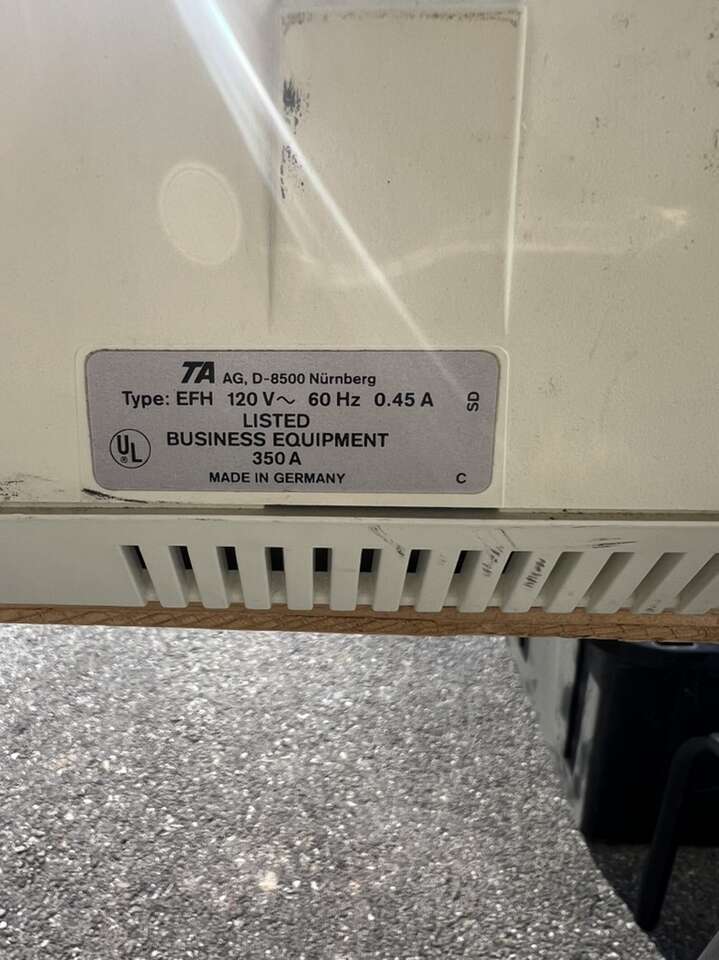 TA AG, D-8500 Nürnberg
Type: EFH 120 V~ 60 Hz 0.45 A
SD
LISTED
UL
®
BUSINESS EQUIPMENT
350 A
MADE IN GERMANY
C